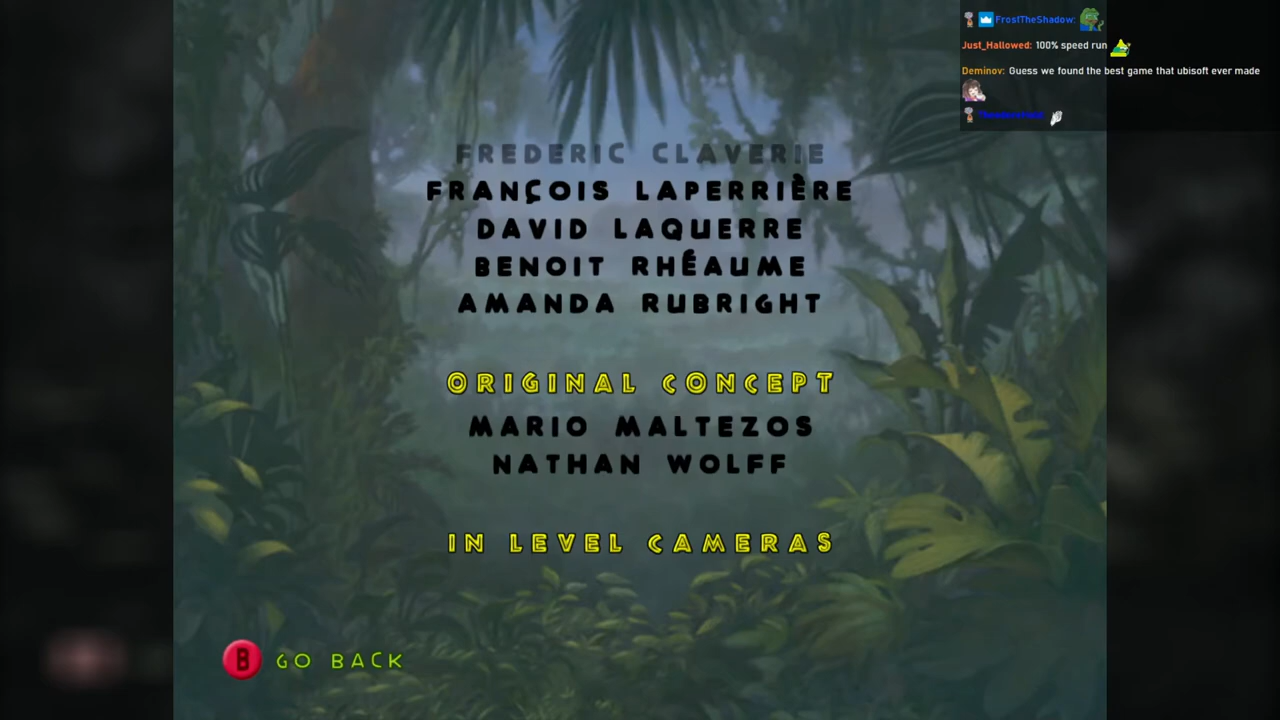 FrostTheShadow:
Just_Hallowed: 100% speed run
Deminov: Guess we found the best game that ubisoft ever made
FREDERIC CLAVERIE
FRANÇOIS LAPERRIÈRE
DAVID LAQUERRE
BENOIT RHÉAUME
AMANDA RUBRIGHT
ORIGINAL CONCEPT
MARIO MALTEZOS
NATHAN WOLFF
IN LEVEL CAMERAS
B GO BACK